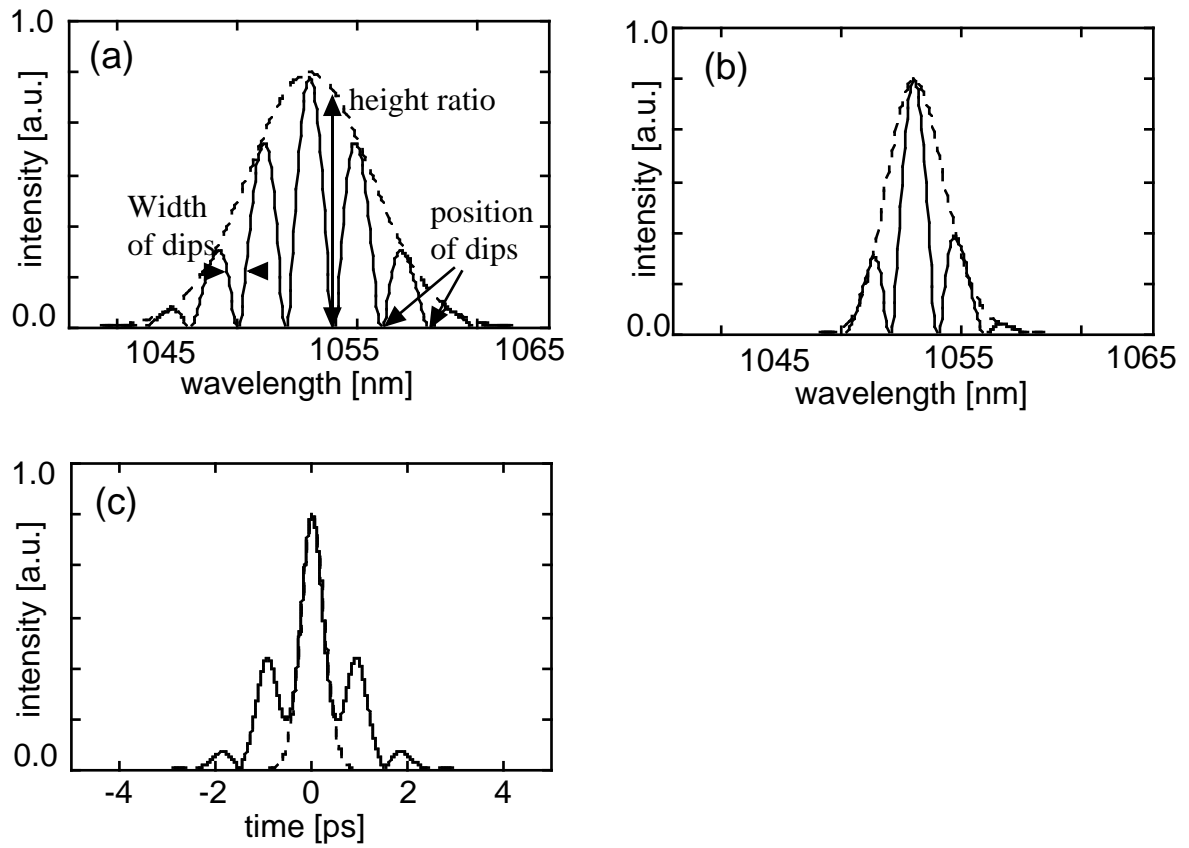 1.0
(a)
height ratio
Width
of dips
position
of dips
intensity [a.u.]
0.0
1045 1055 1065
wavelength [nm]
1.0
(b)
intensity [a.u.]
0.0
1045 1055 1065
wavelength [nm]
1.0
(c)
intensity [a.u.]
0.0
-4 -2 0 2 4
time [ps]